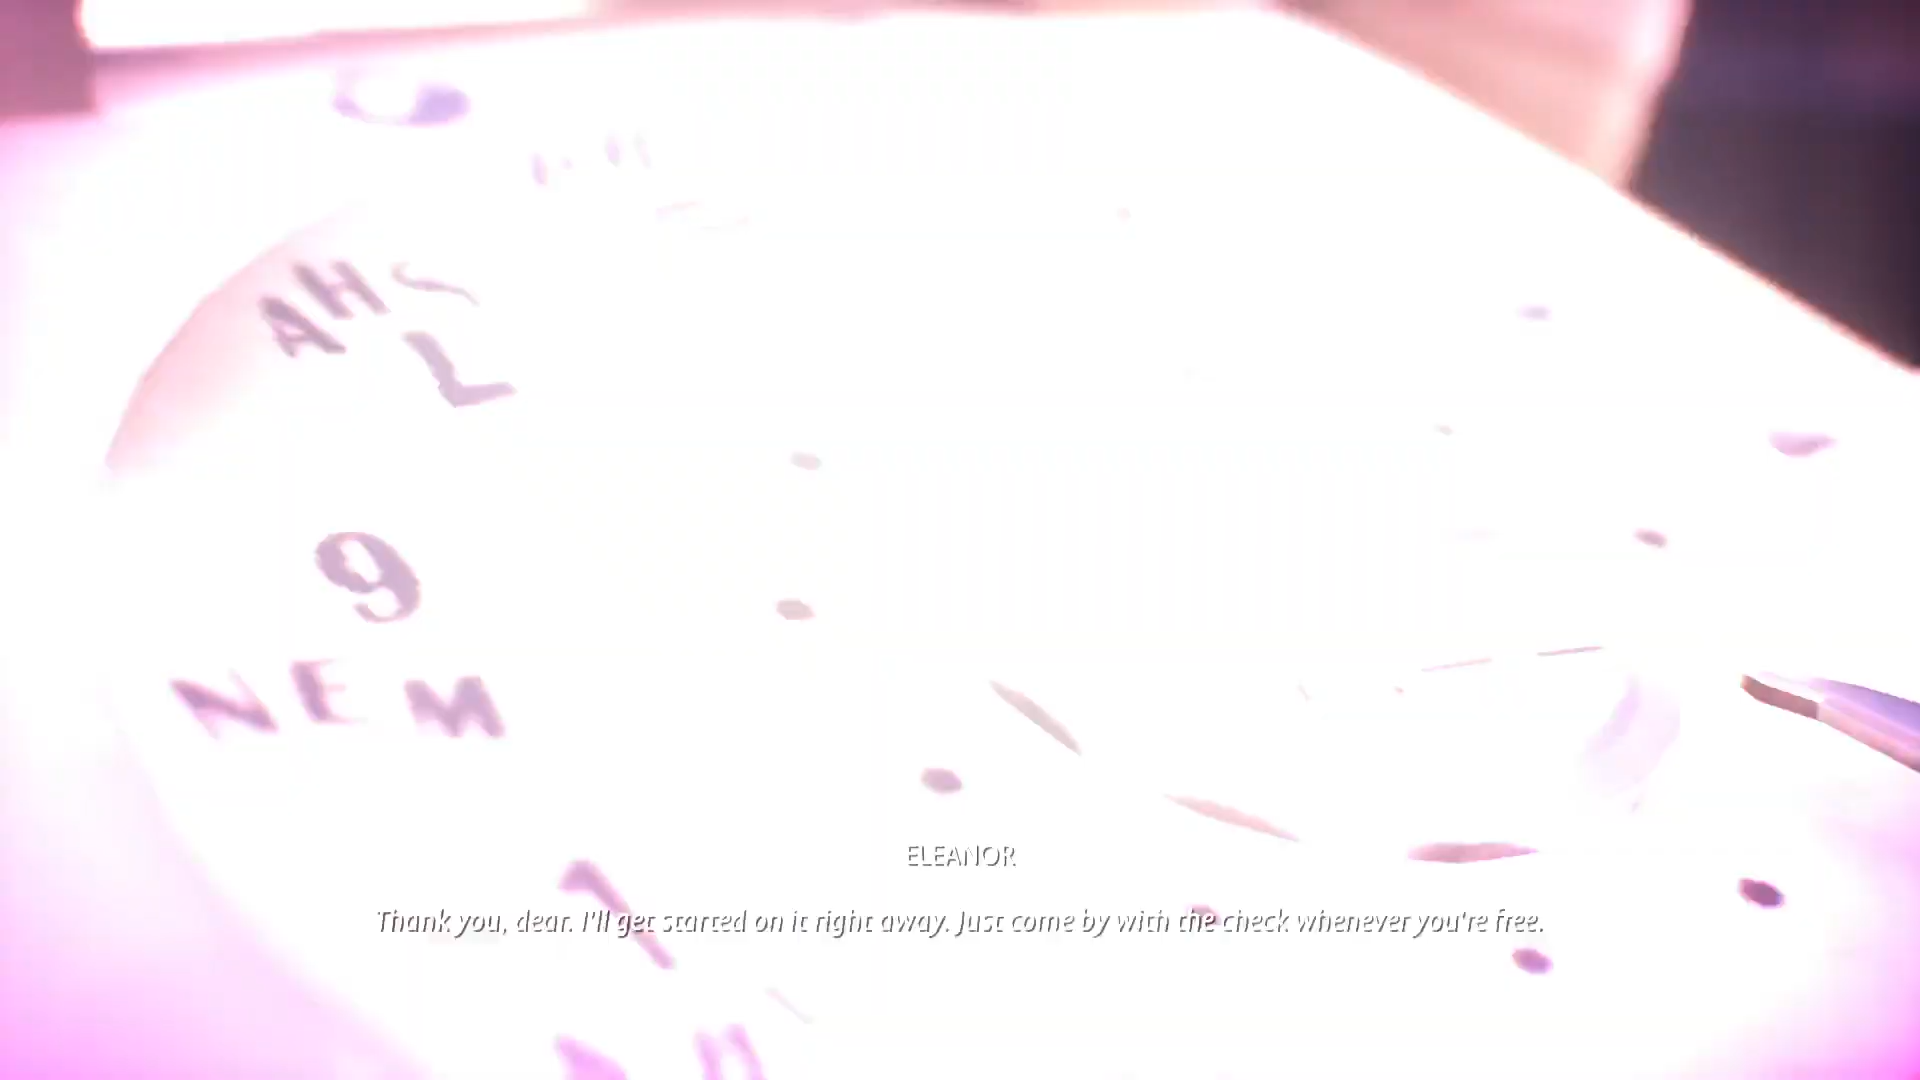 AH
9
NEM
ELEANOR
Thank you, dear. I'll get started on it right away. Just come by with the check whenever you're free.